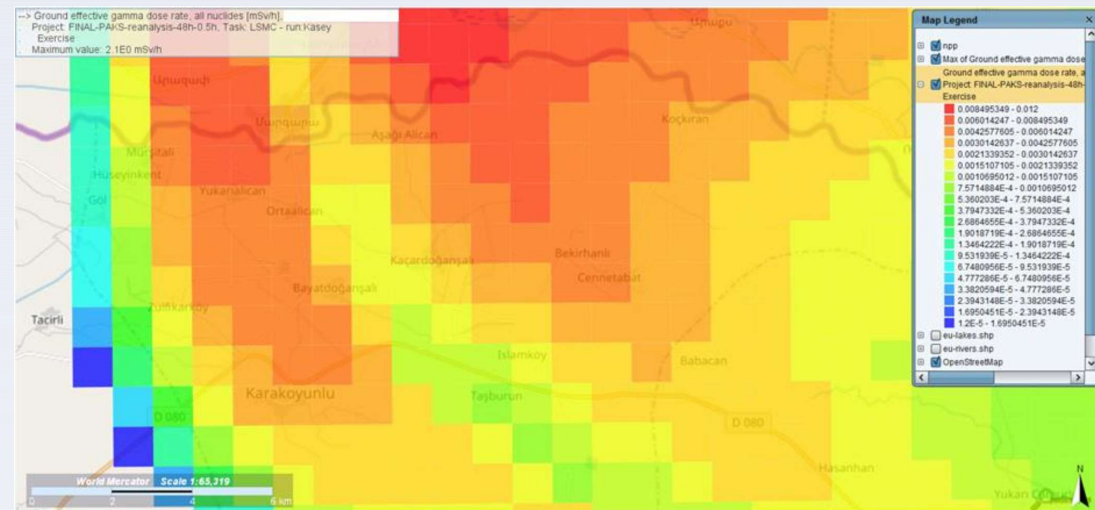 --> Ground effective gamma dose rate, all nuclides [mSv/h],
Project: FINAL-PAKS-reanalysis-48h-0.5h, Task: LSMC - run:Kasey
Exercise
Maximum value: 2.1E0 mSv/h
Արազափ
Մարգարա
Aşağı Alican
Koçkıran
Mürşitali
Hüseyinkent
Göl
Yukarıalican
Ortaalican
Kaçardoğanşalı
Bekirhanlı
Cennetabat
Bayatdoğanşalı
Zülfikarköy
Tacirli
İslamköy
Babacan
Karakoyunlu
Taşburun
D 080
D 080
Hasanhan
World Mercator Scale 1:65,319
0 2 4 6 km
N
Map Legend
npp
Max of Ground effective gamma dose
Ground effective gamma dose rate, a
Project: FINAL-PAKS-reanalysis-48h-
Exercise
0.008495349 - 0.012
0.006014247 - 0.008495349
0.0042577605 - 0.006014247
0.0030142637 - 0.0042577605
0.0021339352 - 0.0030142637
0.0015107105 - 0.0021339352
0.0010695012 - 0.0015107105
7.5714884E-4 - 0.0010695012
5.360203E-4 - 7.5714884E-4
3.7947332E-4 - 5.360203E-4
2.6864655E-4 - 3.7947332E-4
1.9018719E-4 - 2.6864655E-4
1.3464222E-4 - 1.9018719E-4
9.531939E-5 - 1.3464222E-4
6.7480956E-5 - 9.531939E-5
4.777286E-5 - 6.7480956E-5
3.3820594E-5 - 4.777286E-5
2.3943148E-5 - 3.3820594E-5
1.6950451E-5 - 2.3943148E-5
1.2E-5 - 1.6950451E-5
eu-lakes.shp
eu-rivers.shp
OpenStreetMap